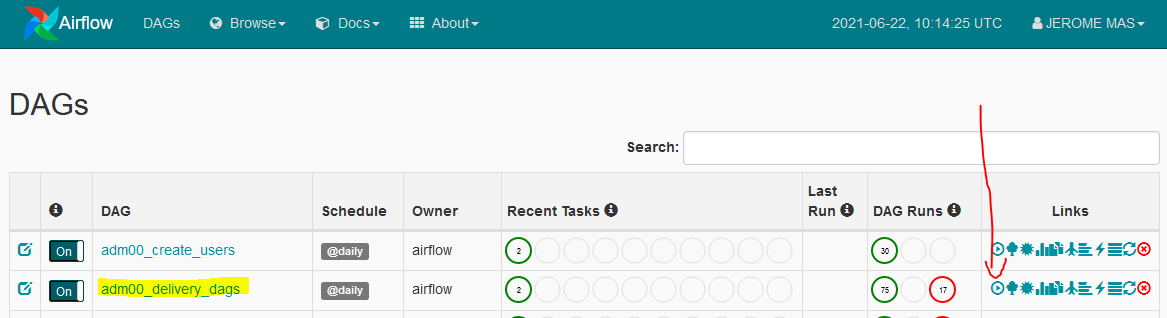 Airflow DAGs Browse Docs About 2021-06-22, 10:14:25 UTC JEROME MAS
DAGs
Search:
DAG Schedule Owner Recent Tasks Last Run DAG Runs Links
On adm00_create_users @daily airflow 2 30
On adm00_delivery_dags @daily airflow 2 75 17